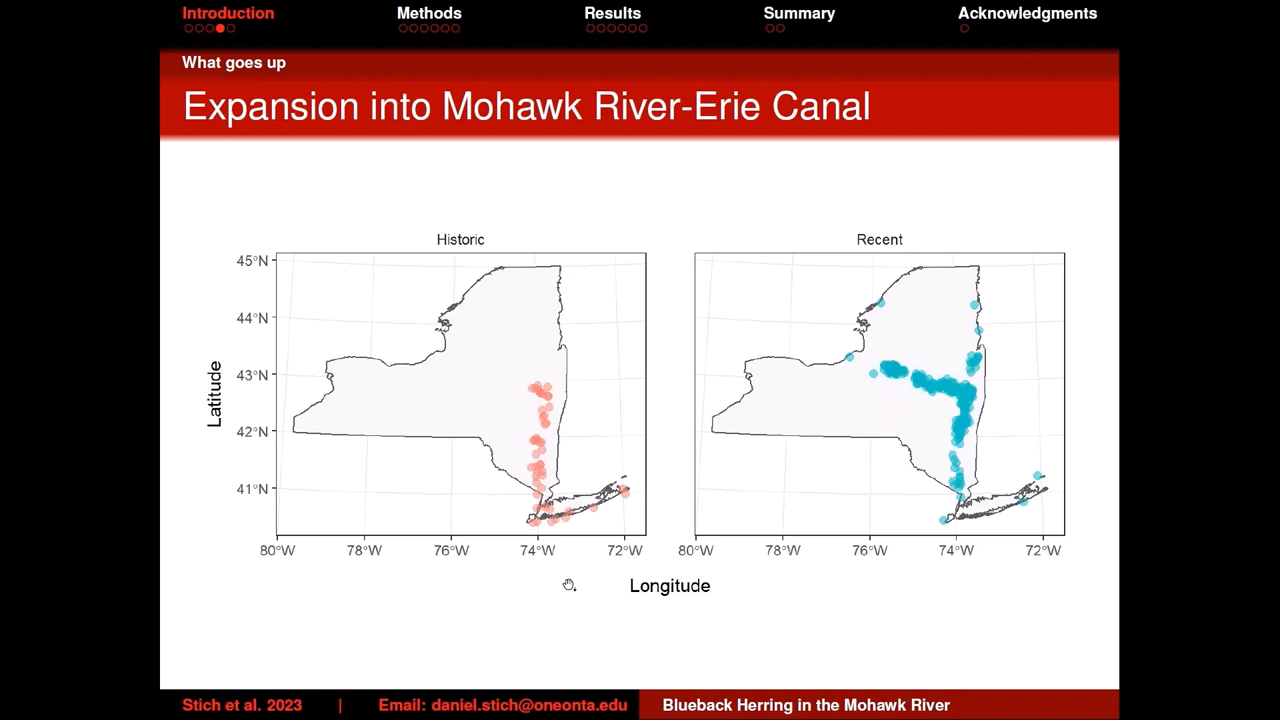 Introduction Methods Results Summary Acknowledgments
What goes up
Expansion into Mohawk River-Erie Canal
Historic Recent
45°N
44°N
43°N
42°N
41°N
Latitude
80°W 78°W 76°W 74°W 72°W 80°W 78°W 76°W 74°W 72°W
Longitude
Stich et al. 2023 | Email: daniel.stich@oneonta.edu Blueback Herring in the Mohawk River